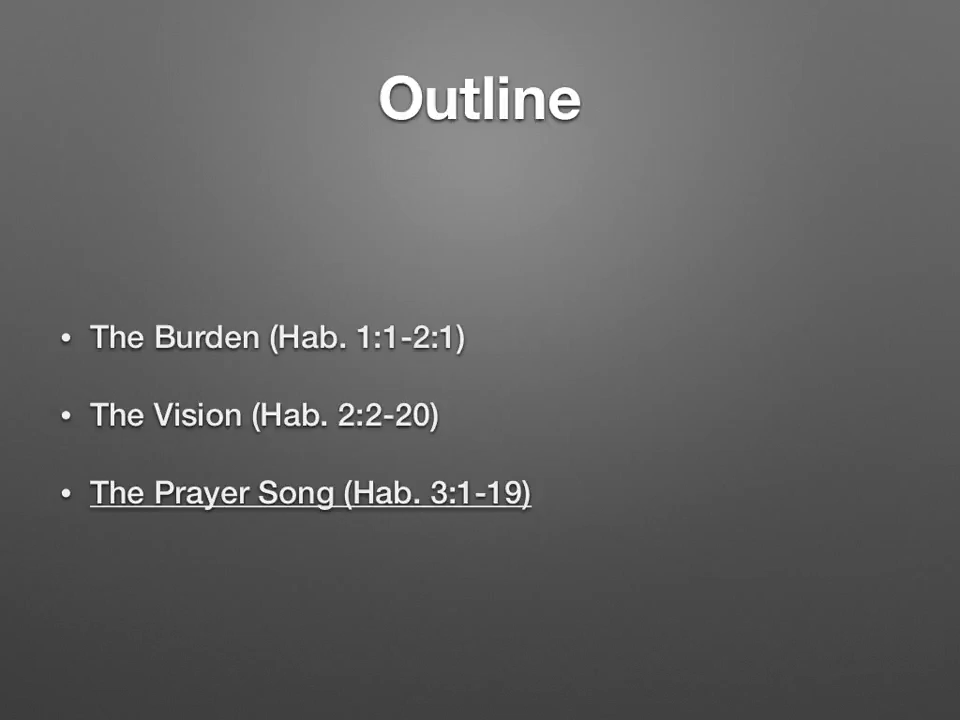 Outline
• The Burden (Hab. 1:1-2:1)
• The Vision (Hab. 2:2-20)
• The Prayer Song (Hab. 3:1-19)